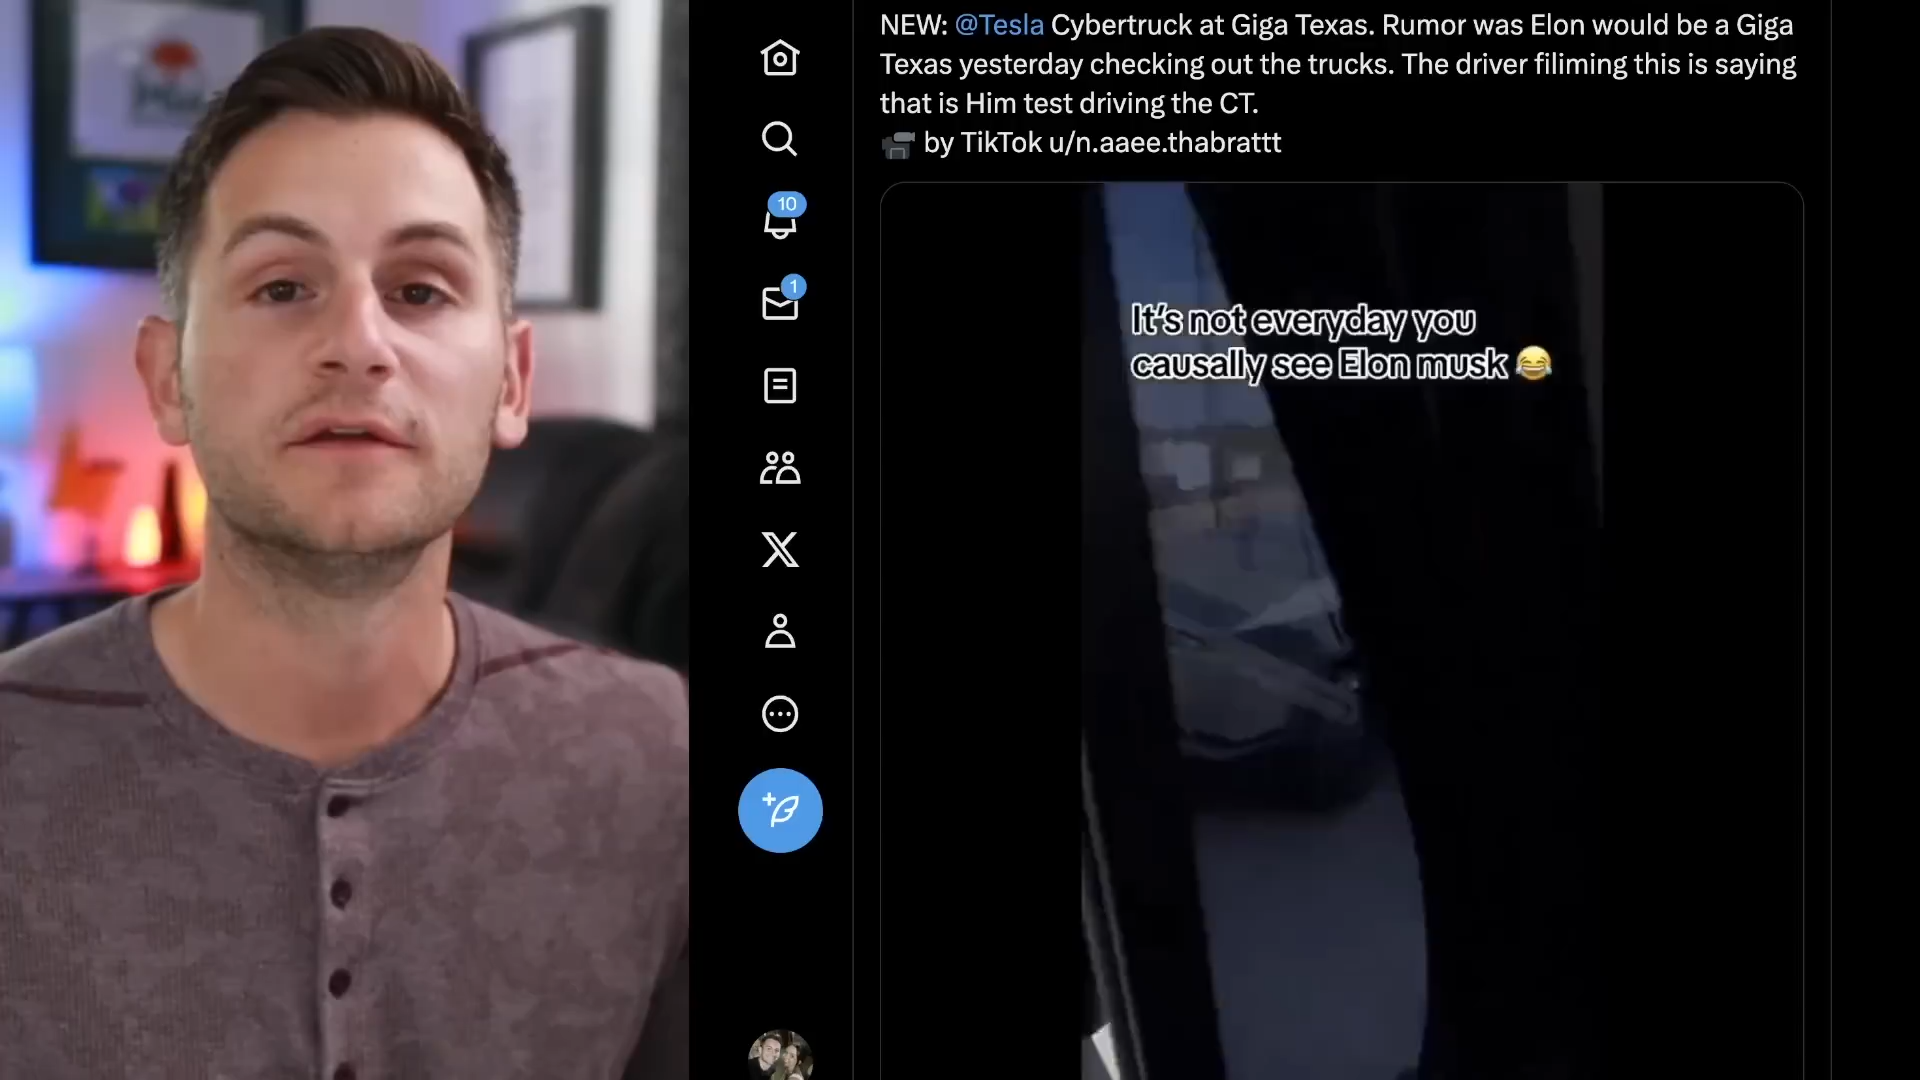 NEW: @Tesla Cybertruck at Giga Texas. Rumor was Elon would be a Giga
Texas yesterday checking out the trucks. The driver filiming this is saying
that is Him test driving the CT.
🎥 by TikTok u/n.aaee.thabrattt
10
1
It's not everyday you
causally see Elon musk 😂